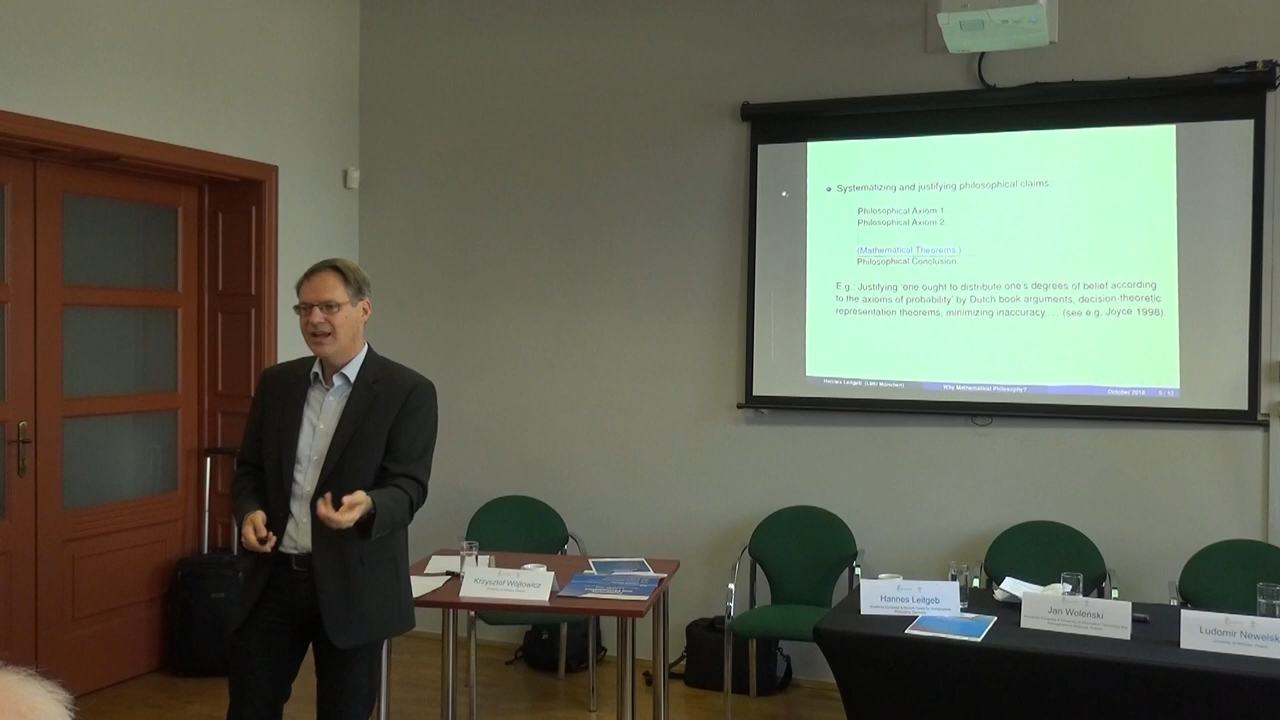 Systematizing and justifying philosophical claims:
Philosophical Axiom 1.
Philosophical Axiom 2.
(Mathematical Theorems.)
Philosophical Conclusion.
E.g.: Justifying 'one ought to distribute one's degrees of belief according
to the axioms of probability' by Dutch book arguments, decision-theoretic
representation theorems, minimizing inaccuracy,... (see e.g. Joyce 1998).
Hannes Leitgeb (LMU München) Why Mathematical Philosophy? October 2018
Krzysztof Wójtowicz
Hannes Leitgeb
Jan Woleński
Ludomir Newelsk